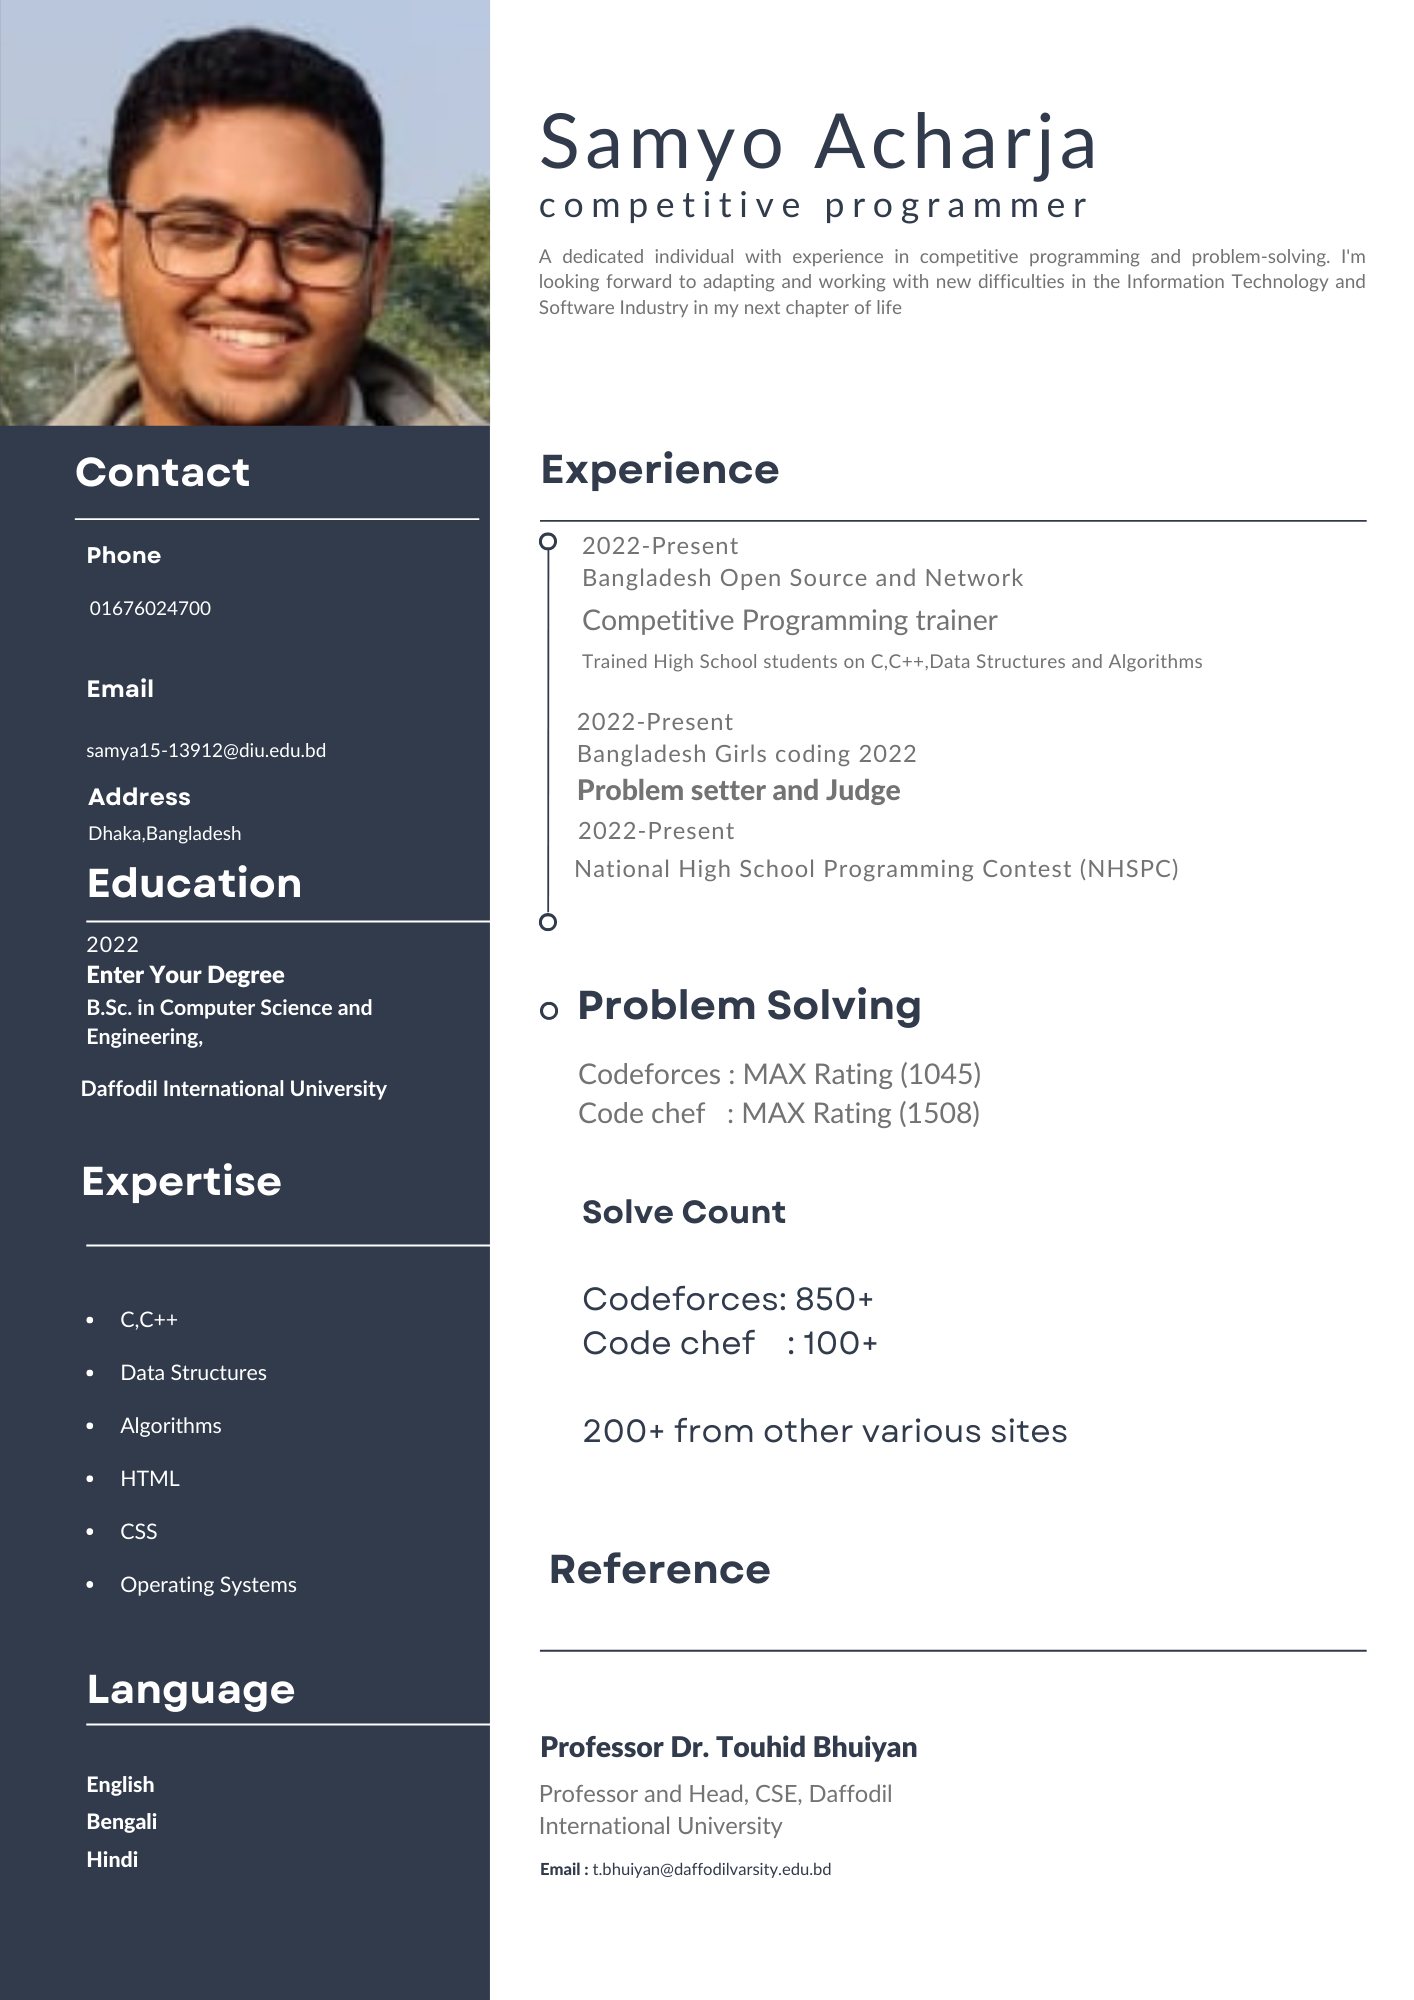 Samyo Acharja
competitive programmer
A dedicated individual with experience in competitive programming and problem-solving. I'm
looking forward to adapting and working with new difficulties in the Information Technology and
Software Industry in my next chapter of life
Contact
Phone
01676024700
Email
samya15-13912@diu.edu.bd
Address
Dhaka,Bangladesh
Education
2022
Enter Your Degree
B.Sc. in Computer Science and
Engineering,
Daffodil International University
Expertise
• C,C++
• Data Structures
• Algorithms
• HTML
• CSS
• Operating Systems
Language
English
Bengali
Hindi
Experience
2022-Present
Bangladesh Open Source and Network
Competitive Programming trainer
Trained High School students on C,C++,Data Structures and Algorithms
2022-Present
Bangladesh Girls coding 2022
Problem setter and Judge
2022-Present
National High School Programming Contest (NHSPC)
Problem Solving
Codeforces : MAX Rating (1045)
Code chef : MAX Rating (1508)
Solve Count
Codeforces: 850+
Code chef : 100+
200+ from other various sites
Reference
Professor Dr. Touhid Bhuiyan
Professor and Head, CSE, Daffodil
International University
Email : t.bhuiyan@daffodilvarsity.edu.bd